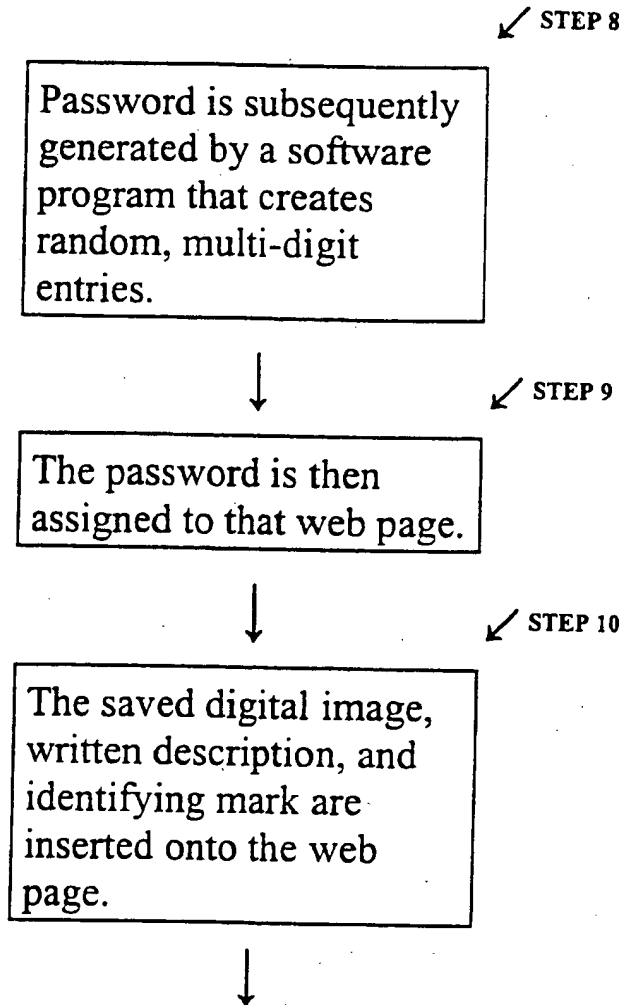 STEP 8
Password is subsequently
generated by a software
program that creates
random, multi-digit
entries.
STEP 9
The password is then
assigned to that web page.
STEP 10
The saved digital image,
written description, and
identifying mark are
inserted onto the web
page.